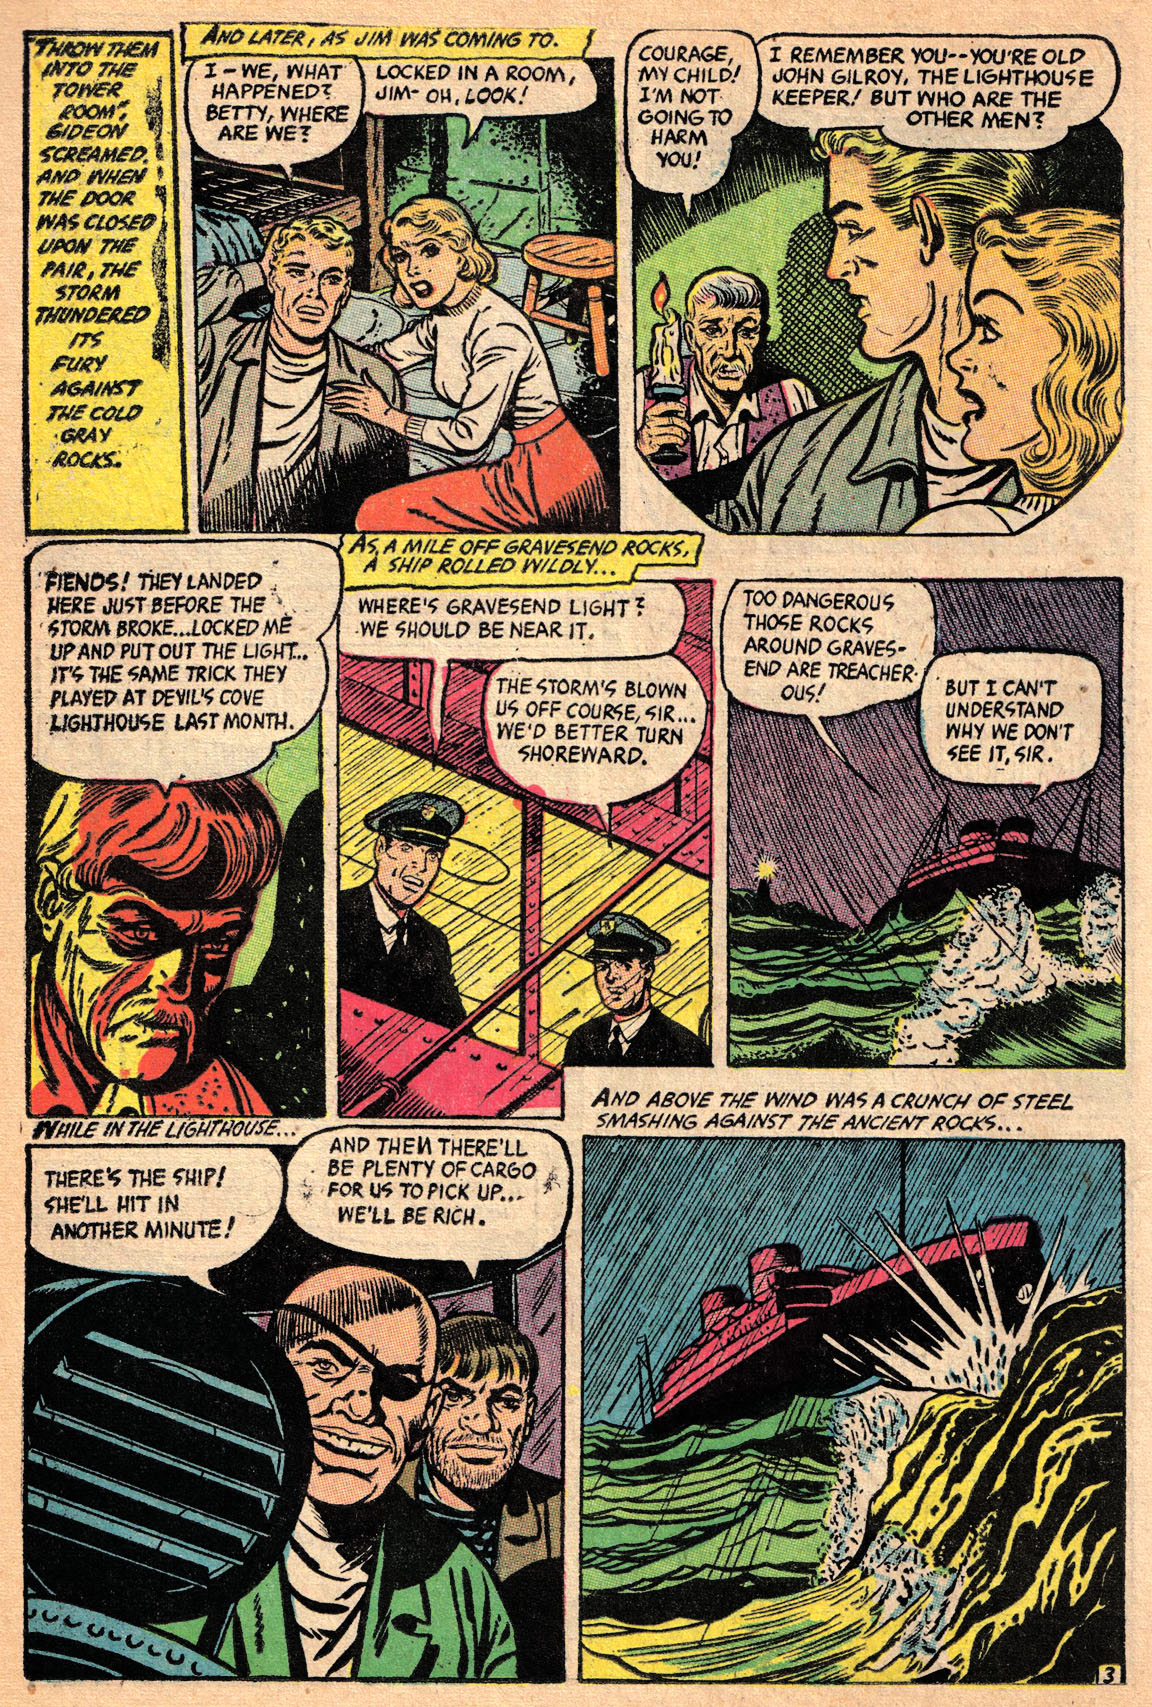 THROW THEM
INTO THE
TOWER
ROOM",
GIDEON
SCREAMED.
AND WHEN
THE DOOR
WAS CLOSED
UPON THE
PAIR, THE
STORM
THUNDERED
ITS
FURY
AGAINST
THE COLD
GRAY
ROCKS.
AND LATER, AS JIM WAS COMING TO.
I-WE, WHAT
HAPPENED?
BETTY, WHERE
ARE WE?
LOCKED IN A ROOM,
JIM- OH, LOOK!
COURAGE,
MY CHILD!
I'M NOT
GOING TO
HARM
YOU!
I REMEMBER YOU--YOU'RE OLD
JOHN GILROY, THE LIGHTHOUSE
KEEPER! BUT WHO ARE THE
OTHER MEN?
FIENDS! THEY LANDED
HERE JUST BEFORE THE
STORM BROKE...LOCKED ME
UP AND PUT OUT THE LIGHT...
IT'S THE SAME TRICK THEY
PLAYED AT DEVIL'S COVE
LIGHTHOUSE LAST MONTH.
AS, A MILE OFF GRAVESEND ROCKS,
A SHIP ROLLED WILDLY...
WHERE'S GRAVESEND LIGHT?
WE SHOULD BE NEAR IT.
THE STORM'S BLOWN
US OFF COURSE, SIR...
WE'D BETTER TURN
SHOREWARD.
TOO DANGEROUS
THOSE ROCKS
AROUND GRAVES-
END ARE TREACHER-
OUS!
BUT I CAN'T
UNDERSTAND
WHY WE DON'T
SEE IT, SIR.
WHILE IN THE LIGHTHOUSE...
THERE'S THE SHIP!
SHE'LL HIT IN
ANOTHER MINUTE!
AND THEN THERE'LL
BE PLENTY OF CARGO
FOR US TO PICK UP...
WE'LL BE RICH.
AND ABOVE THE WIND WAS A CRUNCH OF STEEL
SMASHING AGAINST THE ANCIENT ROCKS...
3